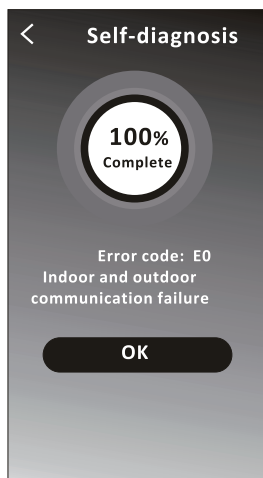 Self-diagnosis
100%
Complete
Error code: E0
Indoor and outdoor
communication failure
OK